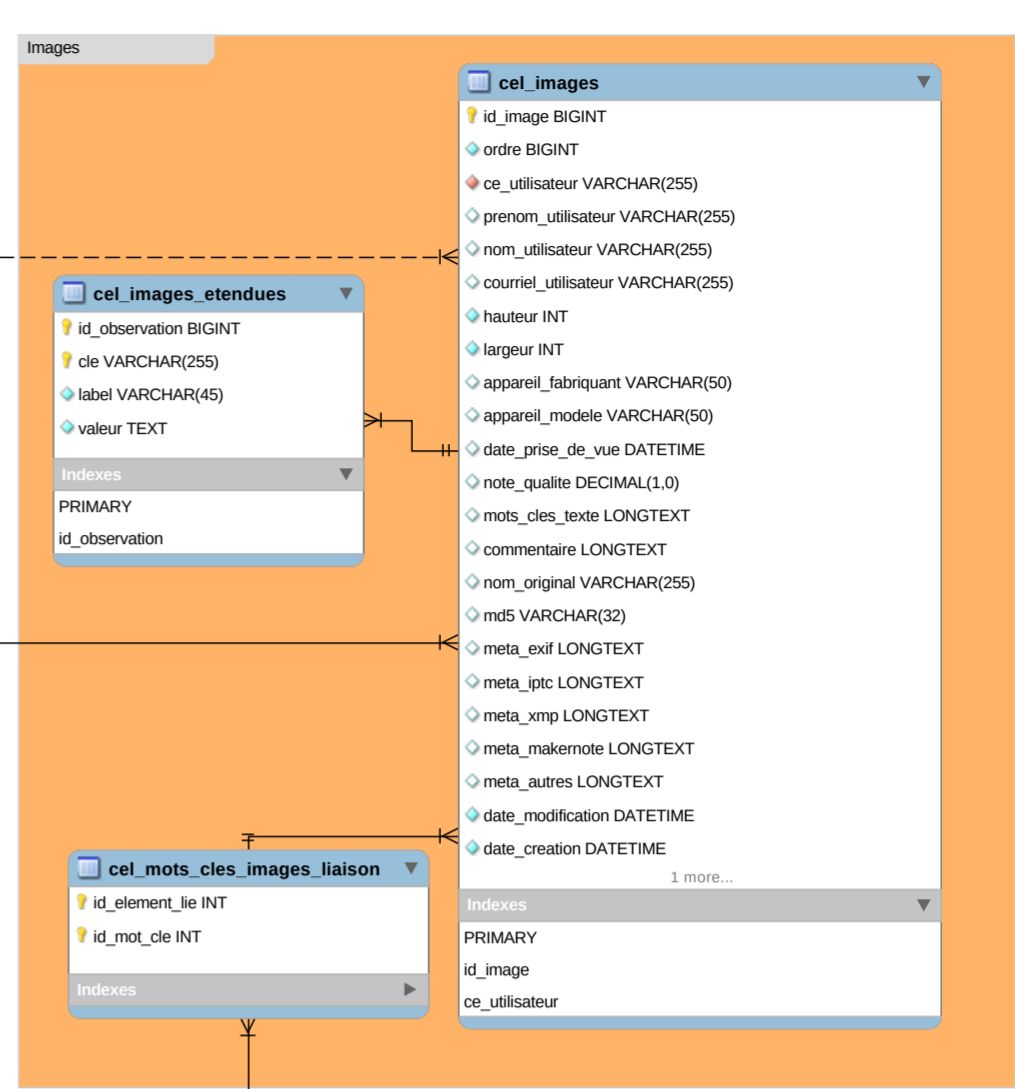 Images
cel_images
id_image BIGINT
ordre BIGINT
ce_utilisateur VARCHAR(255)
prenom_utilisateur VARCHAR(255)
nom_utilisateur VARCHAR(255)
courriel_utilisateur VARCHAR(255)
hauteur INT
largeur INT
appareil_fabriquant VARCHAR(50)
appareil_modele VARCHAR(50)
date_prise_de_vue DATETIME
note_qualite DECIMAL(1,0)
mots_cles_texte LONGTEXT
commentaire LONGTEXT
nom_original VARCHAR(255)
md5 VARCHAR(32)
meta_exif LONGTEXT
meta_iptc LONGTEXT
meta_xmp LONGTEXT
meta_makernote LONGTEXT
meta_autres LONGTEXT
date_modification DATETIME
date_creation DATETIME
1 more...
Indexes
PRIMARY
id_image
ce_utilisateur
cel_images_etendues
id_observation BIGINT
cle VARCHAR(255)
label VARCHAR(45)
valeur TEXT
Indexes
PRIMARY
id_observation
cel_mots_cles_images_liaison
id_element_lie INT
id_mot_cle INT
Indexes